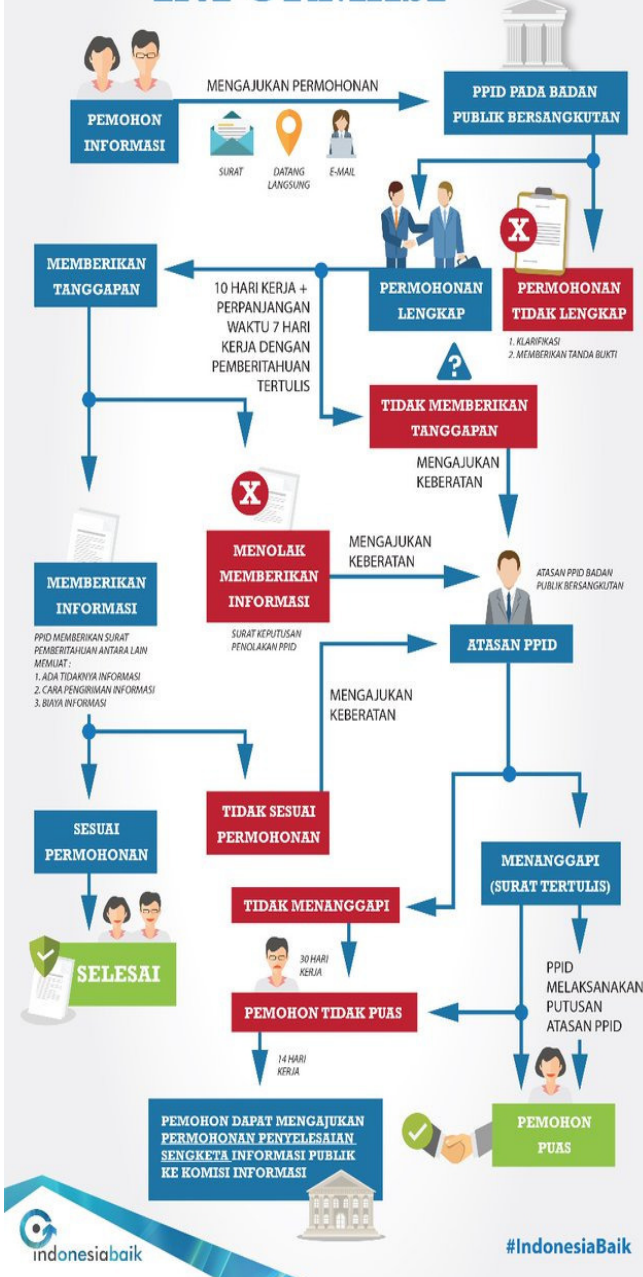 PEMOHON
INFORMASI
MENGAJUKAN PERMOHONAN
SURAT
DATANG
LANGSUNG
E-MAIL
PPID PADA BADAN
PUBLIK BERSANGKUTAN
MEMBERIKAN
TANGGAPAN
10 HARI KERJA +
PERPANJANGAN
WAKTU 7 HARI
KERJA DENGAN
PEMBERITAHUAN
TERTULIS
PERMOHONAN
LENGKAP
X
PERMOHONAN
TIDAK LENGKAP
1. KLARIFIKASI
2. MEMBERIKAN TANDA BUKTI
?
TIDAK MEMBERIKAN
TANGGAPAN
MENGAJUKAN
KEBERATAN
X
MENOLAK
MEMBERIKAN
INFORMASI
SURAT KEPUTUSAN
PENOLAKAN PPID
MENGAJUKAN
KEBERATAN
ATASAN PPID BADAN
PUBLIK BERSANGKUTAN
ATASAN PPID
MEMBERIKAN
INFORMASI
PPID MEMBERIKAN SURAT
PEMBERITAHUAN ANTARA LAIN
MEMUAT :
1. ADA TIDAKNYA INFORMASI
2. CARA PENGIRIMAN INFORMASI
3. BIAYA INFORMASI
MENGAJUKAN
KEBERATAN
TIDAK SESUAI
PERMOHONAN
SESUAI
PERMOHONAN
SELESAI
MENANGGAPI
(SURAT TERTULIS)
TIDAK MENANGGAPI
30 HARI
KERJA
PEMOHON TIDAK PUAS
PPID
MELAKSANAKAN
PUTUSAN
ATASAN PPID
14 HARI
KERJA
PEMOHON
PUAS
PEMOHON DAPAT MENGAJUKAN
PERMOHONAN PENYELESAIAN
SENGKETA INFORMASI PUBLIK
KE KOMISI INFORMASI
indonesiabaik
#IndonesiaBaik